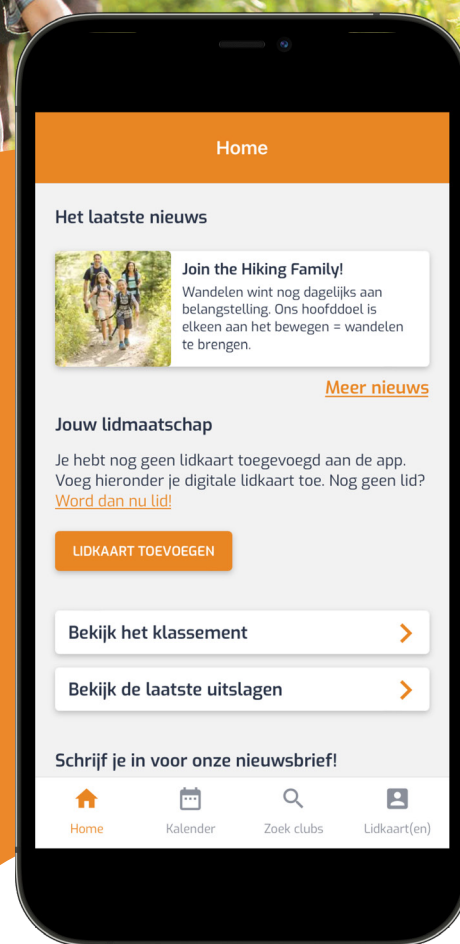 Home
Het laatste nieuws
Join the Hiking Family!
Wandelen wint nog dagelijks aan
belangstelling. Ons hoofddoel is
elkeen aan het bewegen = wandelen
te brengen.
Meer nieuws
Jouw lidmaatschap
Je hebt nog geen lidkaart toegevoegd aan de app.
Voeg hieronder je digitale lidkaart toe. Nog geen lid?
Word dan nu lid!
LIDKAART TOEVOEGEN
Bekijk het klassement
Bekijk de laatste uitslagen
Schrijf je in voor onze nieuwsbrief!
Home
Kalender
Zoek clubs
Lidkaart(en)